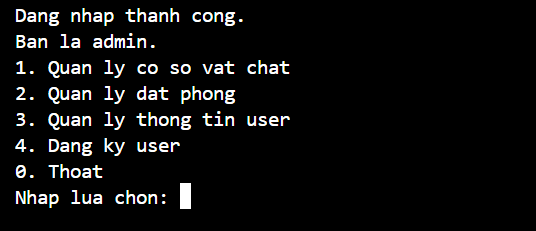 Dang nhap thanh cong.
Ban la admin.
1. Quan ly co so vat chat
2. Quan ly dat phong
3. Quan ly thong tin user
4. Dang ky user
0. Thoat
Nhap lua chon: